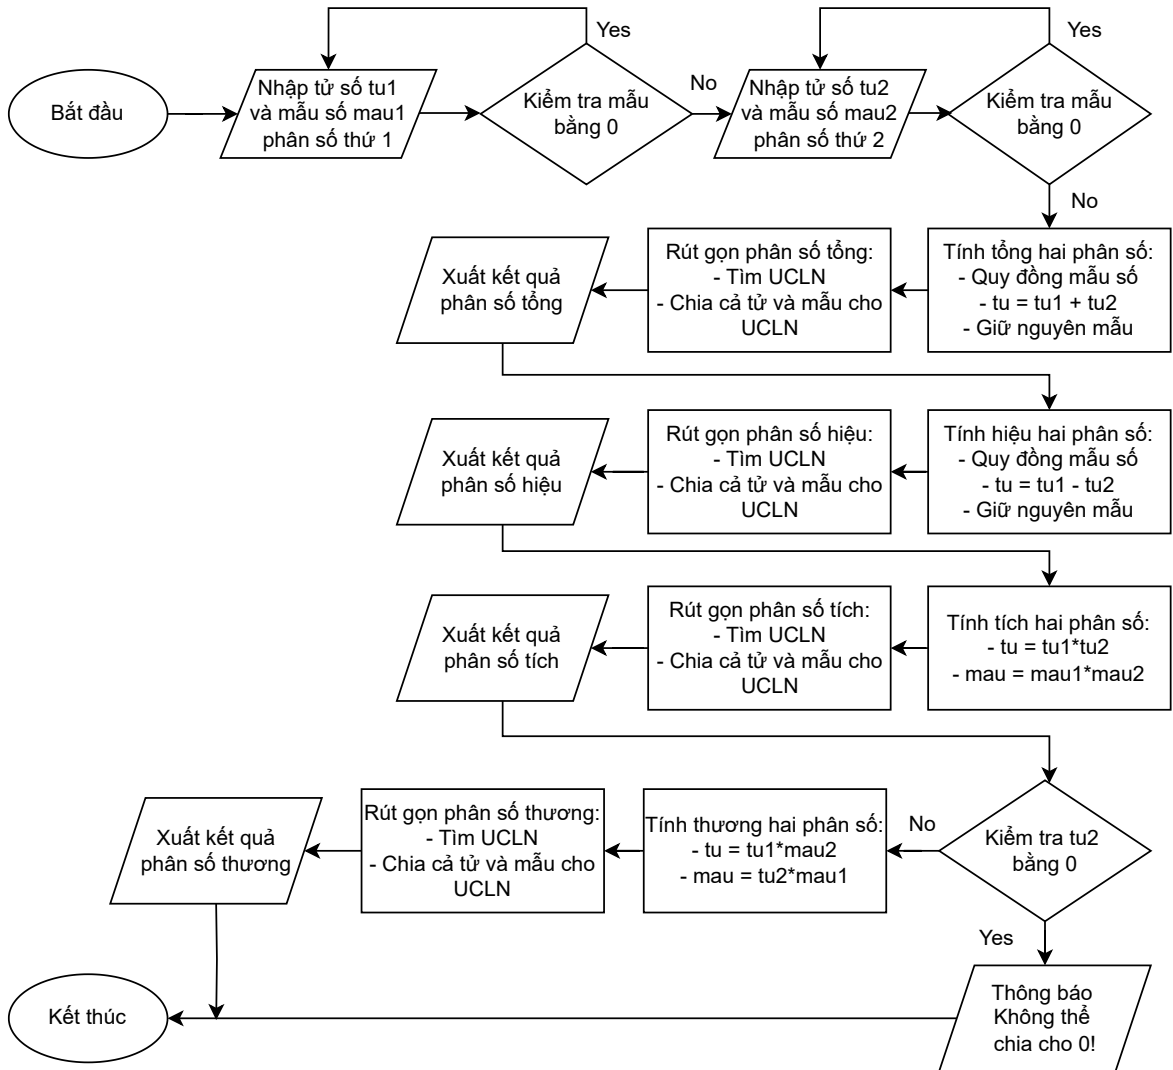 Bắt đầu
Nhập tử số tu1
và mẫu số mau1
phân số thứ 1
Yes
Kiểm tra mẫu
bằng 0
No
Nhập tử số tu2
và mẫu số mau2
phân số thứ 2
Yes
Kiểm tra mẫu
bằng 0
No
Tính tổng hai phân số:
- Quy đồng mẫu số
- tu = tu1 + tu2
- Giữ nguyên mẫu
Rút gọn phân số tổng:
- Tìm UCLN
- Chia cả tử và mẫu cho
UCLN
Xuất kết quả
phân số tổng
Tính hiệu hai phân số:
- Quy đồng mẫu số
- tu = tu1 - tu2
- Giữ nguyên mẫu
Rút gọn phân số hiệu:
- Tìm UCLN
- Chia cả tử và mẫu cho
UCLN
Xuất kết quả
phân số hiệu
Tính tích hai phân số:
- tu = tu1*tu2
- mau = mau1*mau2
Rút gọn phân số tích:
- Tìm UCLN
- Chia cả tử và mẫu cho
UCLN
Xuất kết quả
phân số tích
Kiểm tra tu2
bằng 0
No
Tính thương hai phân số:
- tu = tu1*mau2
- mau = tu2*mau1
Rút gọn phân số thương:
- Tìm UCLN
- Chia cả tử và mẫu cho
UCLN
Xuất kết quả
phân số thương
Yes
Thông báo
Không thể
chia cho 0!
Kết thúc